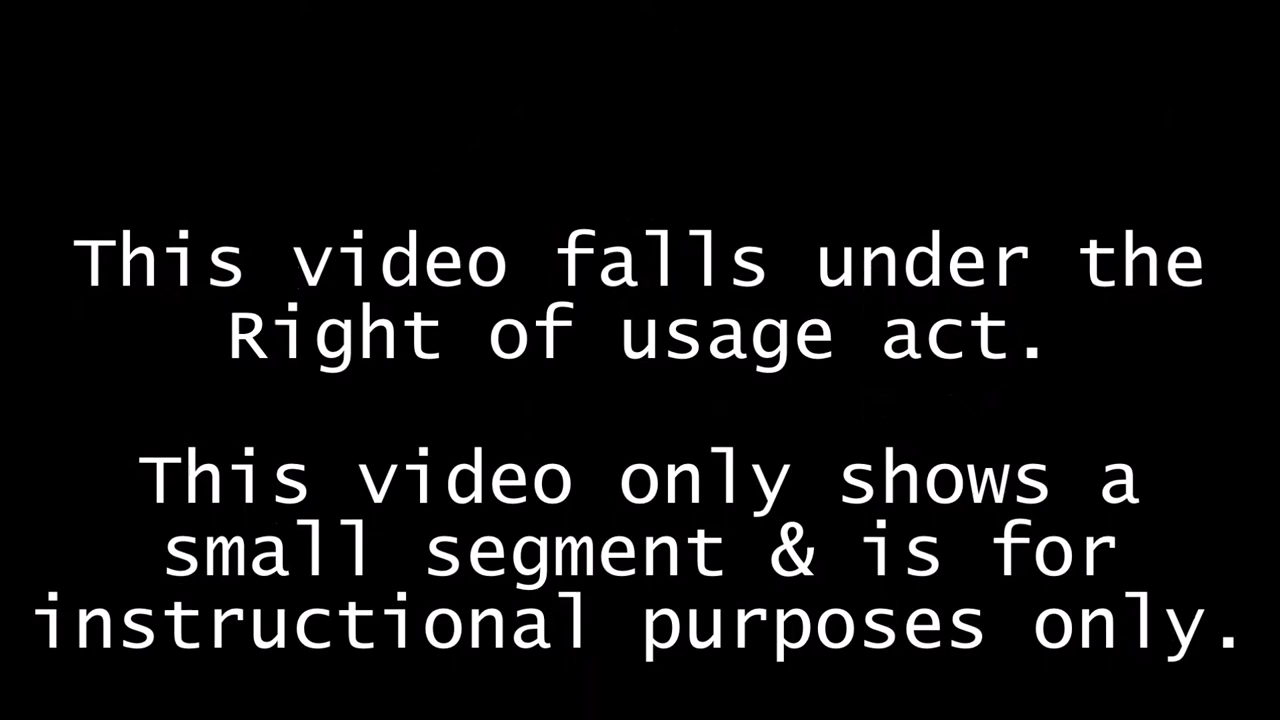 This video falls under the
Right of usage act.
This video only shows a
small segment & is for
instructional purposes only.